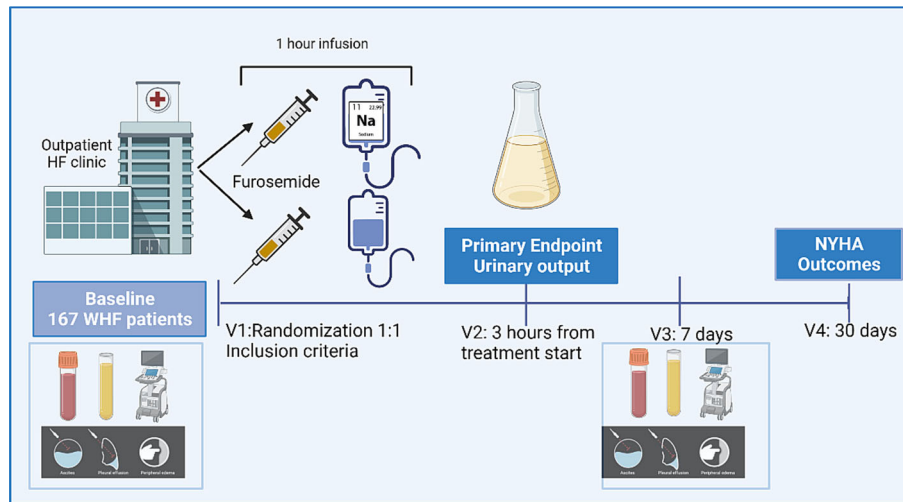 1 hour infusion
Outpatient
HF clinic
11 22.99
Na
Sodium
Furosemide
Primary Endpoint
Urinary output
NYHA
Outcomes
Baseline
167 WHF patients
V1:Randomization 1:1
Inclusion criteria
V2: 3 hours from
treatment start
V3: 7 days
V4: 30 days
Ascites
Pleural effusion
Peripheral edema
Ascites
Pleural effusion
Peripheral edema